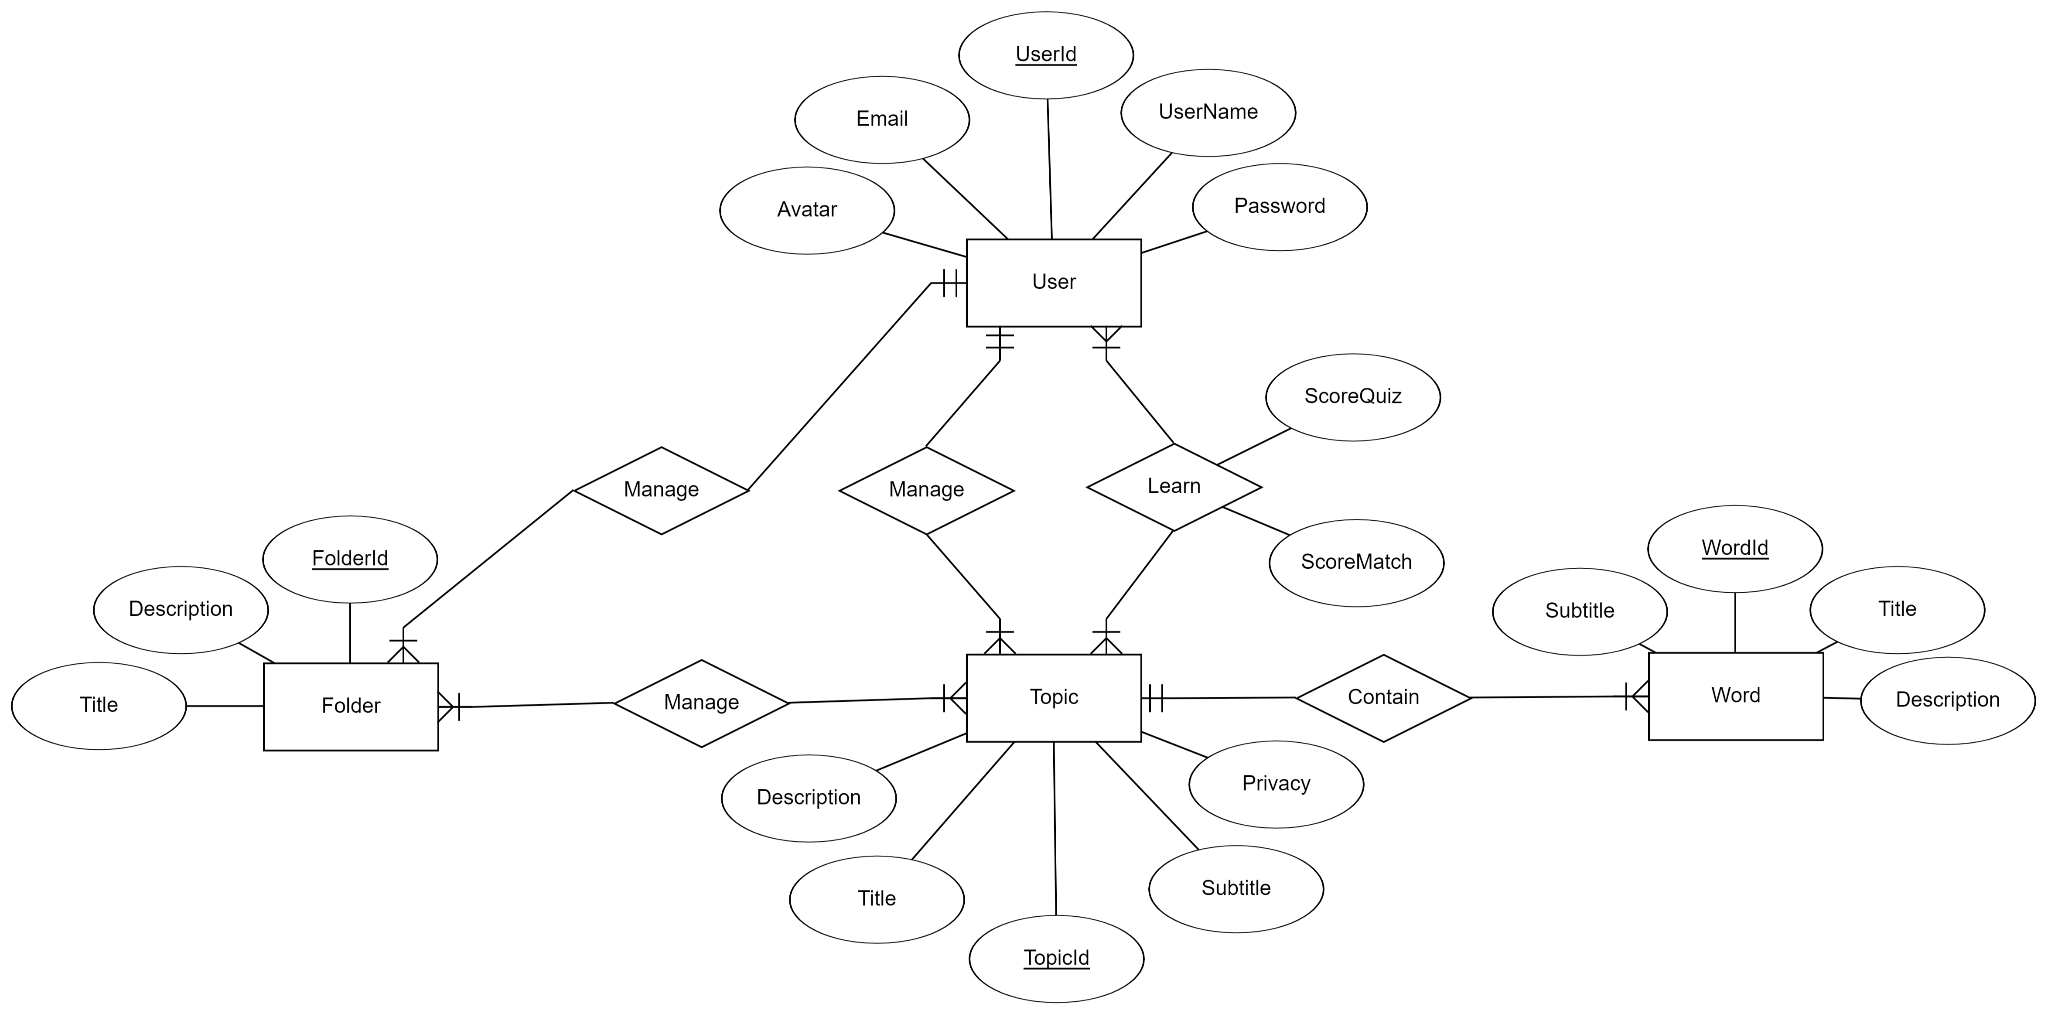 UserId
UserName
Email
Password
Avatar
User
ScoreQuiz
Manage
Manage
Learn
WordId
FolderId
ScoreMatch
Description
Subtitle
Title
Title
Folder
Manage
Topic
Contain
Word
Description
Description
Privacy
Title
Subtitle
TopicId